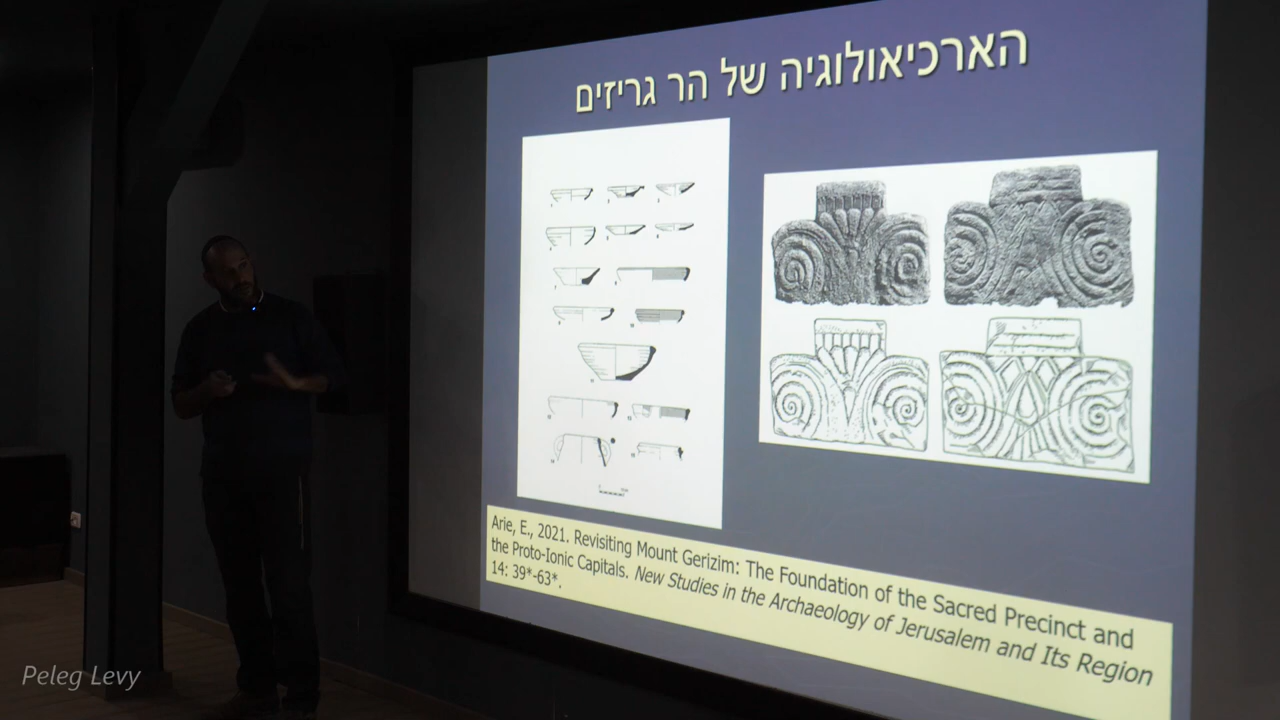 הארכיאולוגיה של הר גריזים
Arie, E., 2021. Revisiting Mount Gerizim: The Foundation of the Sacred Precinct and
the Proto-Ionic Capitals. New Studies in the Archaeology of Jerusalem and Its Region
14: 39*-63*.
Peleg Levy